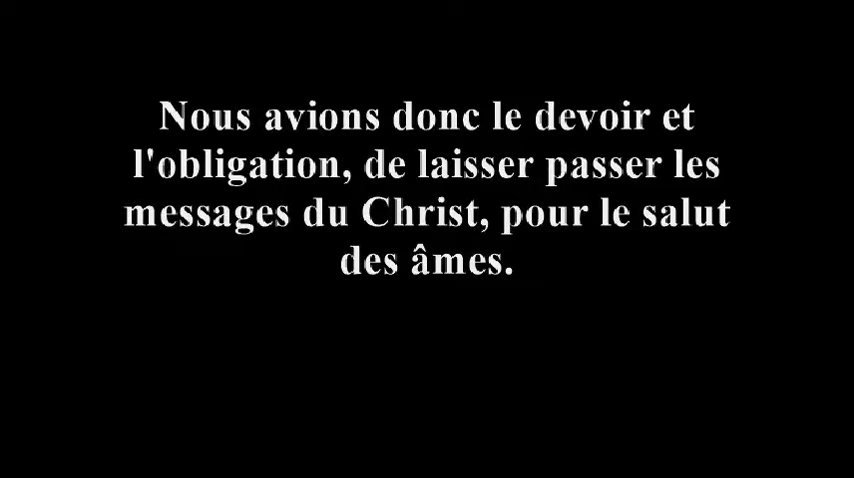 Nous avions donc le devoir et
l'obligation, de laisser passer les
messages du Christ, pour le salut
des âmes.